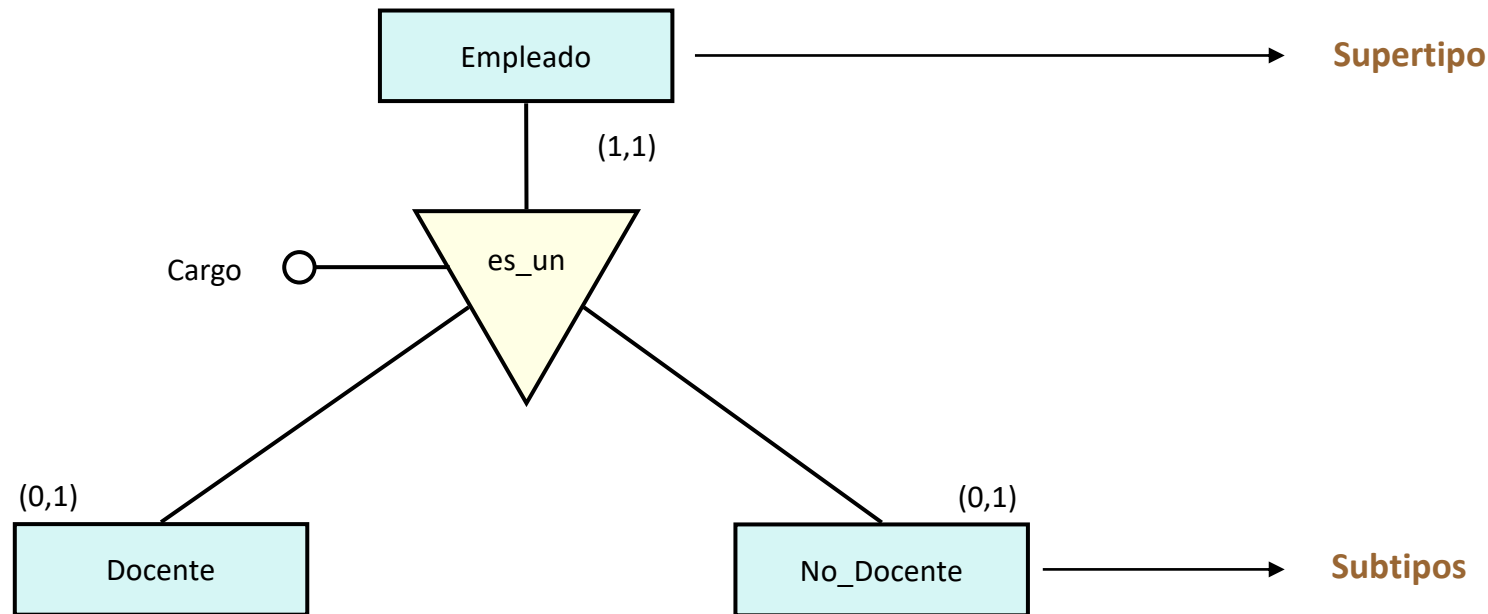 Empleado
Supertipo
(1,1)
es_un
Cargo
(0,1)
(0,1)
Docente
No_Docente
Subtipos